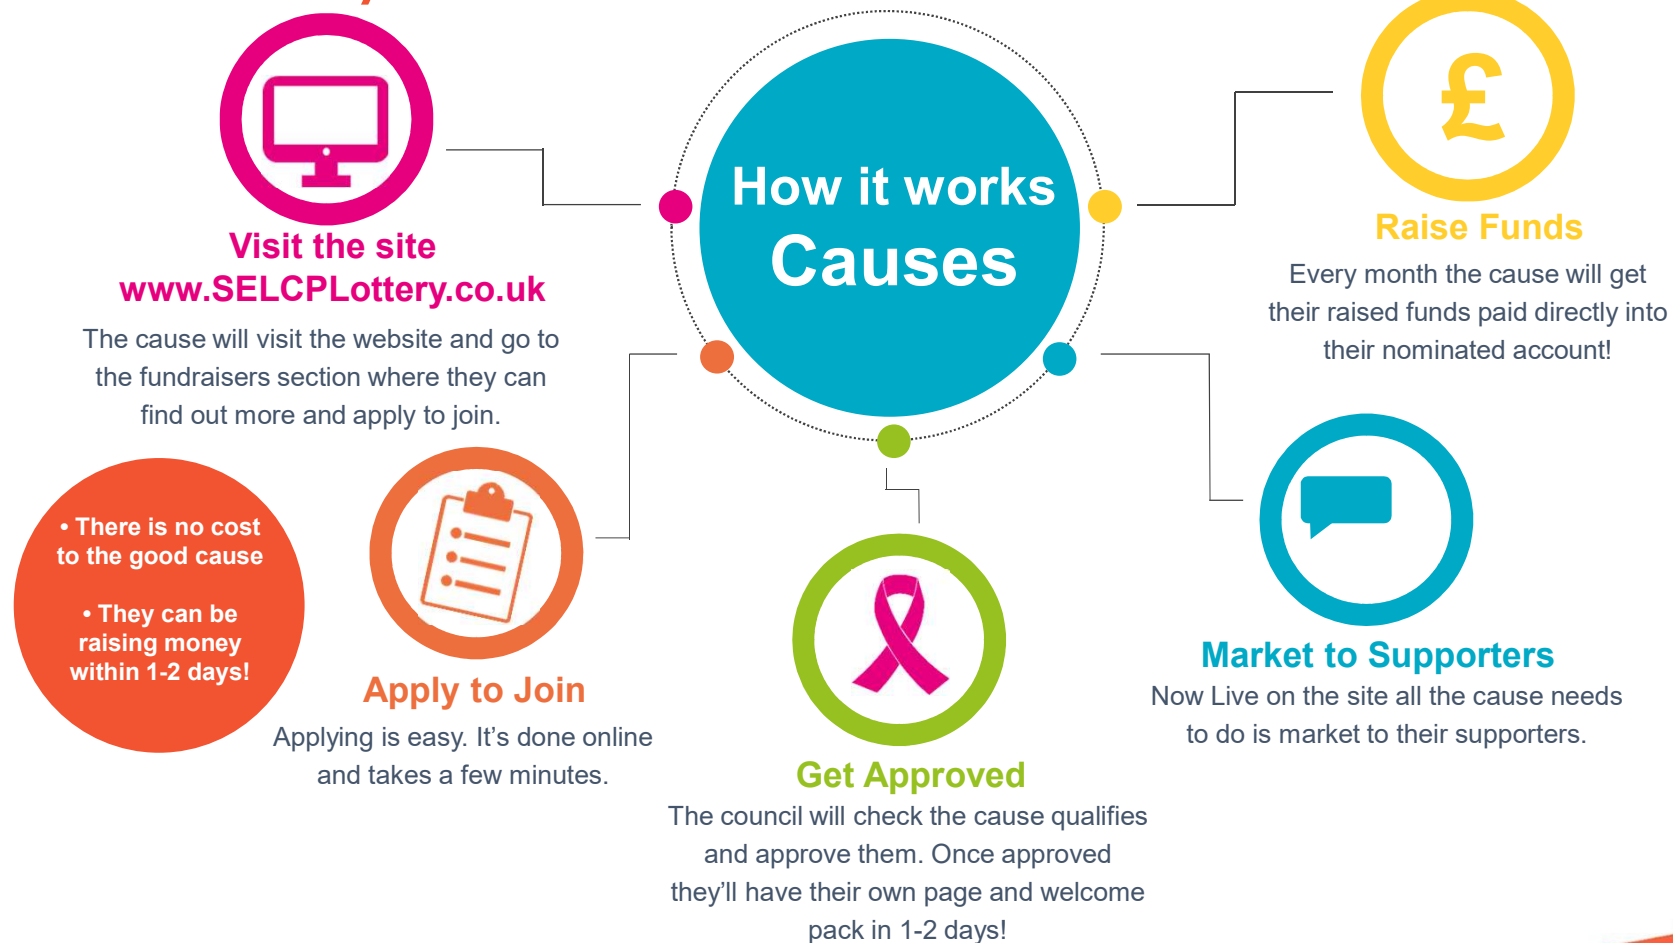 How it works
Causes
Visit the site
www.SELCPLottery.co.uk
The cause will visit the website and go to
the fundraisers section where they can
find out more and apply to join.
• There is no cost
to the good cause
• They can be
raising money
within 1-2 days!
Apply to Join
Applying is easy. It’s done online
and takes a few minutes.
Get Approved
The council will check the cause qualifies
and approve them. Once approved
they’ll have their own page and welcome
pack in 1-2 days!
Market to Supporters
Now Live on the site all the cause needs
to do is market to their supporters.
£
Raise Funds
Every month the cause will get
their raised funds paid directly into
their nominated account!